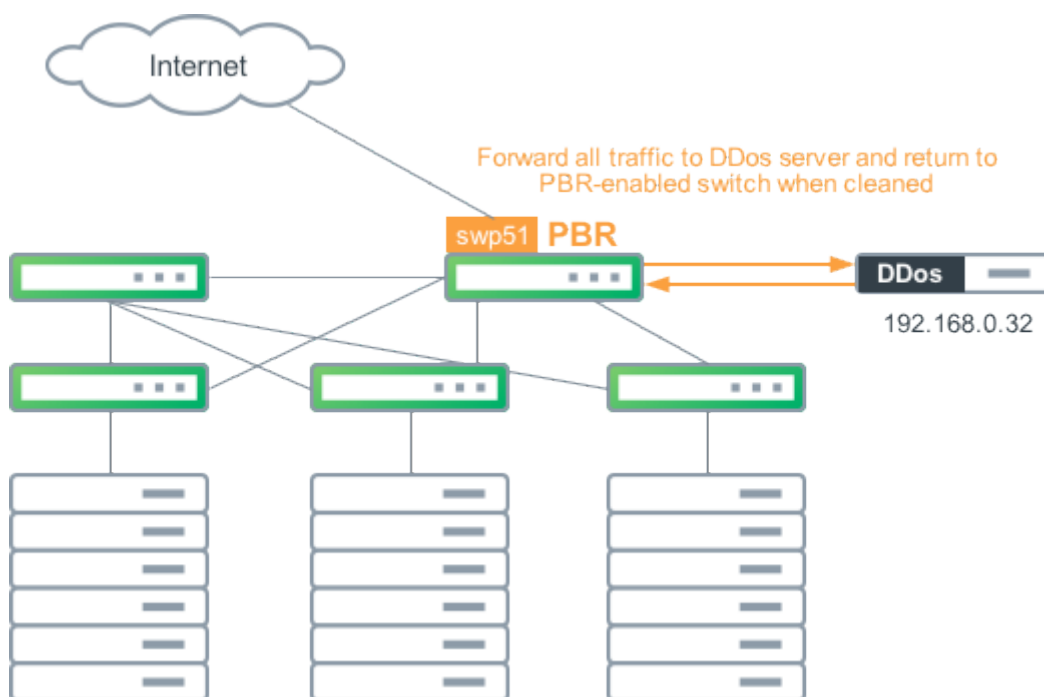 Internet
Forward all traffic to DDos server and return to
PBR-enabled switch when cleaned
swp51 PBR
DDos
192.168.0.32